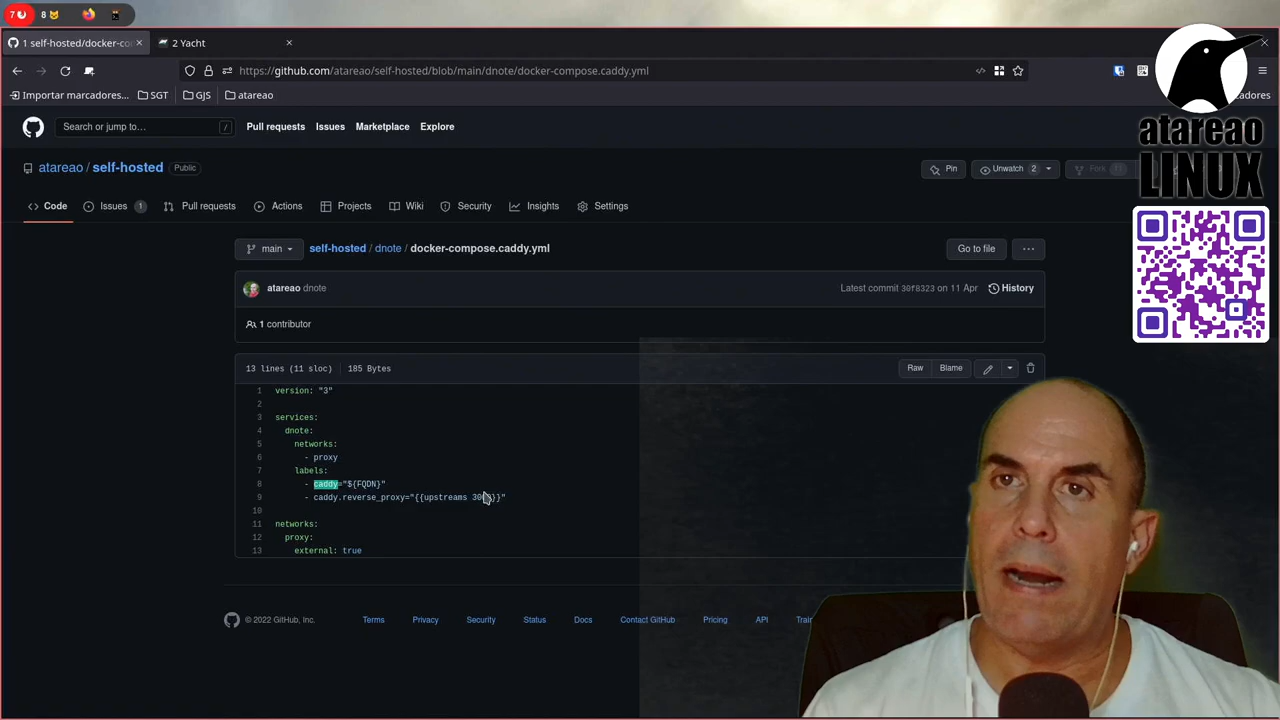 7
8
1 self-hosted/docker-co
2 Yacht
https://github.com/atareao/self-hosted/blob/main/dnote/docker-compose.caddy.yml
Importar marcadores...
SGT
GJS
atareao
Search or jump to...
/
Pull requests
Issues
Marketplace
Explore
atareao
LINUX
atareao / self-hosted
Public
Pin
Unwatch
2
Fork
Code
Issues
1
Pull requests
Actions
Projects
Wiki
Security
Insights
Settings
main
self-hosted / dnote / docker-compose.caddy.yml
Go to file
...
atareao dnote
Latest commit 30f8323 on 11 Apr
History
1 contributor
13 lines (11 sloc)
185 Bytes
Raw
Blame
1 version: "3"
2
3 services:
4 dnote:
5 networks:
6 - proxy
7 labels:
8 - caddy="${FQDN}"
9 - caddy.reverse_proxy="{{upstreams }}"
10
11 networks:
12 proxy:
13 external: true
© 2022 GitHub, Inc.
Terms
Privacy
Security
Status
Docs
Contact GitHub
Pricing
API